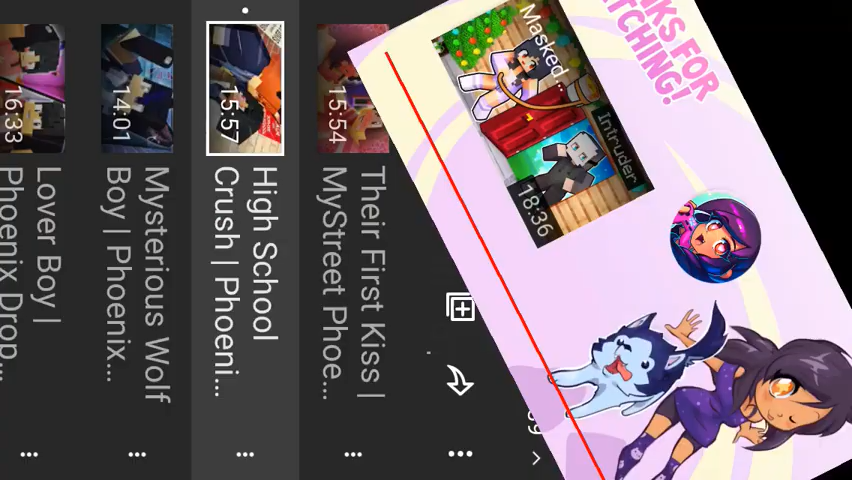 NKS FOR
TCHING!
Masked...
Intruder
18:36
39
15:54
Their First Kiss |
MyStreet Phoe...
15:57
High School
Crush | Phoeni...
14:01
Mysterious Wolf
Boy | Phoenix...
16:33
Lover Boy |
Phoenix Drop...